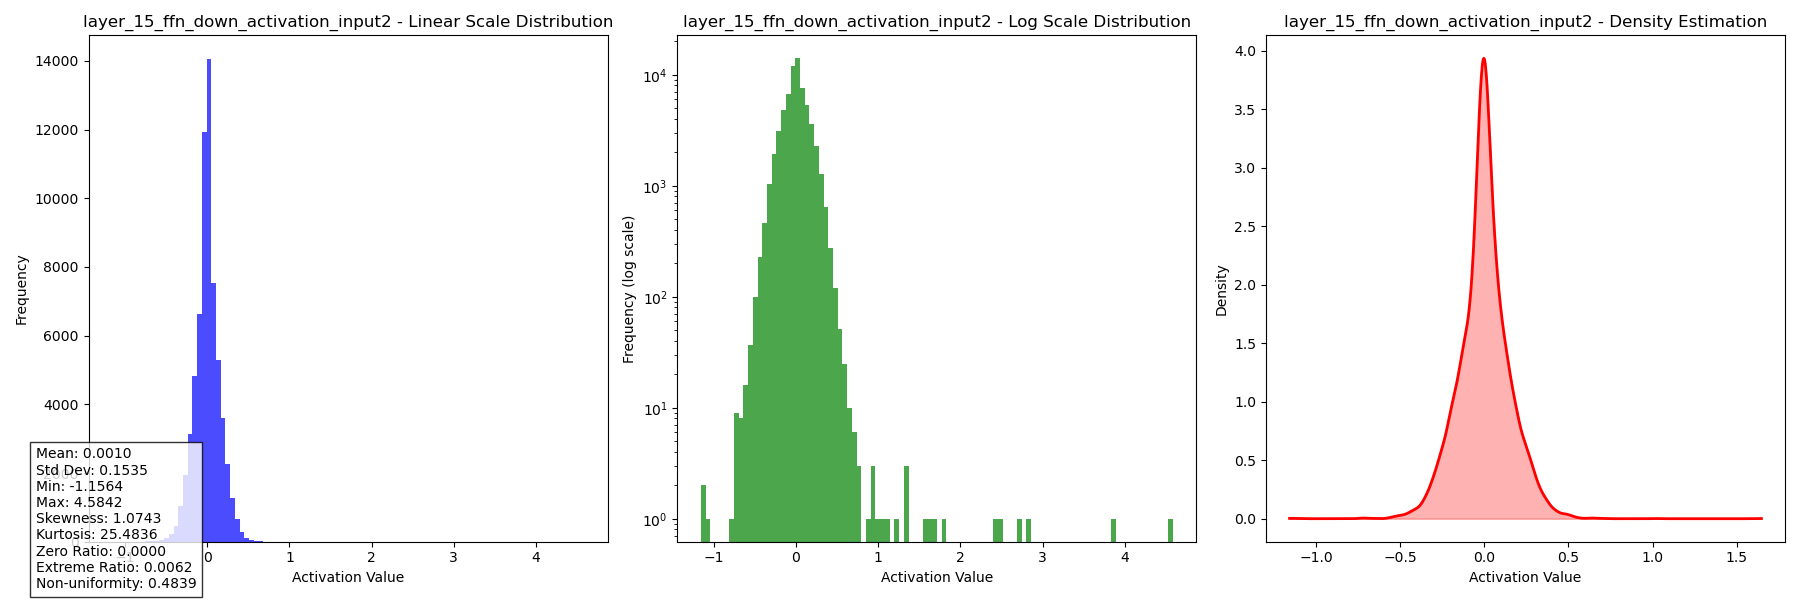 layer_15_ffn_down_activation_input2 - Linear Scale Distribution
14000
12000
10000
8000
6000
4000
2000
0
Frequency
−1
0
1
2
3
4
Activation Value
Mean: 0.0010
Std Dev: 0.1535
Min: -1.1564
Max: 4.5842
Skewness: 1.0743
Kurtosis: 25.4836
Zero Ratio: 0.0000
Extreme Ratio: 0.0062
Non-uniformity: 0.4839
layer_15_ffn_down_activation_input2 - Log Scale Distribution
10⁴
10³
10²
10¹
10⁰
Frequency (log scale)
−1
0
1
2
3
4
Activation Value
layer_15_ffn_down_activation_input2 - Density Estimation
4.0
3.5
3.0
2.5
2.0
1.5
1.0
0.5
0.0
Density
−1.0
−0.5
0.0
0.5
1.0
1.5
Activation Value